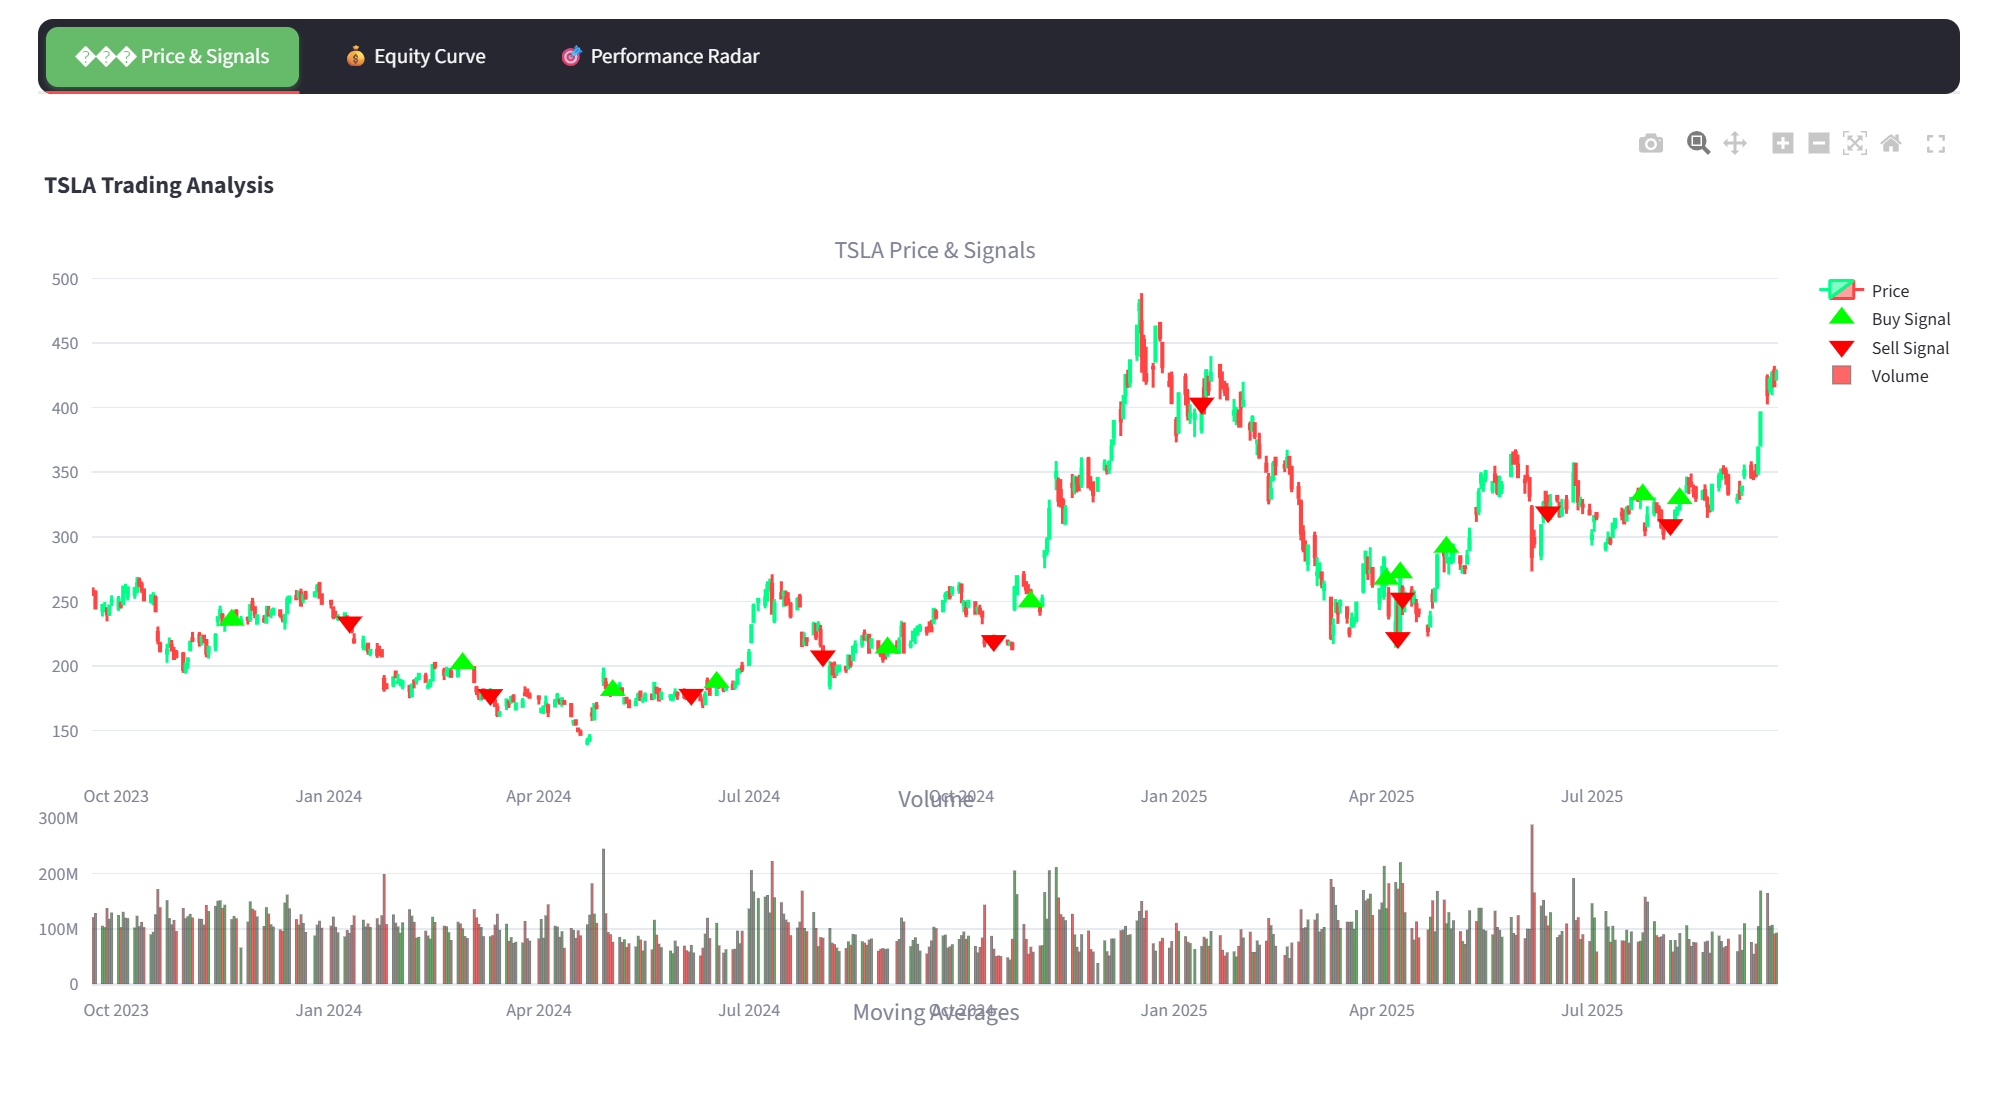 ��� Price & Signals
💰 Equity Curve
🎯 Performance Radar
TSLA Trading Analysis
TSLA Price & Signals
500
450
400
350
300
250
200
150
Price
Buy Signal
Sell Signal
Volume
Oct 2023 Jan 2024 Apr 2024 Jul 2024 Oct 2024 Jan 2025 Apr 2025 Jul 2025
Volume
300M
200M
100M
0
Oct 2023 Jan 2024 Apr 2024 Jul 2024 Oct 2024 Jan 2025 Apr 2025 Jul 2025
Moving Averages